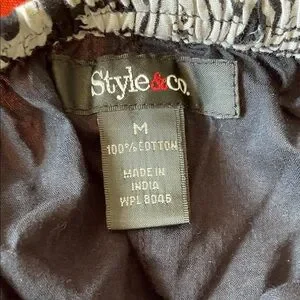 Style&co.
M
100% COTTON
MADE IN
INDIA
WPL 8046